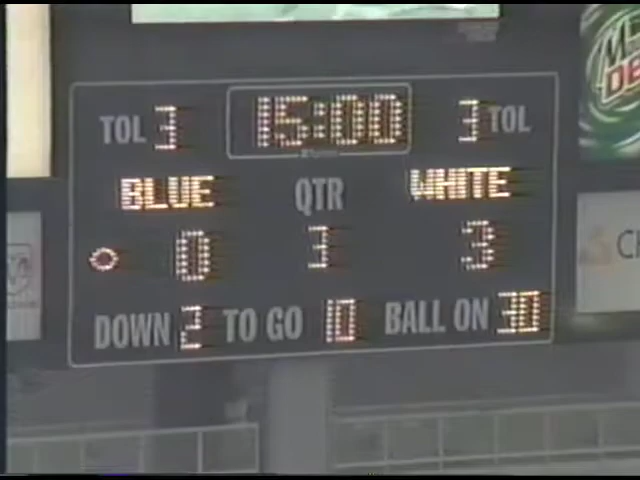 TOL 3 15:00 3 TOL
BLUE QTR WHITE
0 3 3
DOWN 2 TO GO 10 BALL ON 30